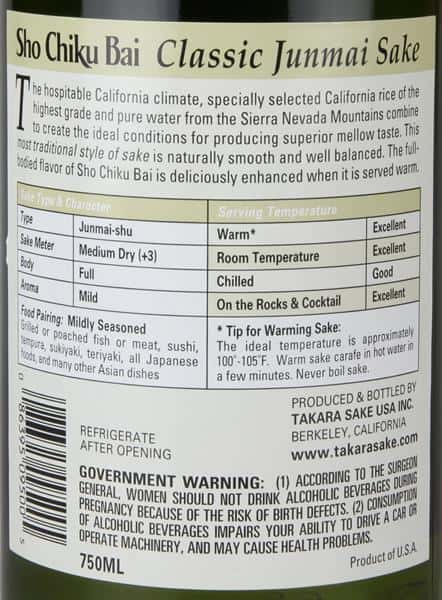 Sho Chiku Bai Classic Junmai Sake
The hospitable California climate, specially selected California rice of the
highest grade and pure water from the Sierra Nevada Mountains combine
to create the ideal conditions for producing superior mellow taste. This
most traditional style of sake is naturally smooth and well balanced. The full-
bodied flavor of Sho Chiku Bai is deliciously enhanced when it is served warm.
Sake Type & Character
Type Junmai-shu
Sake Meter Medium Dry (+3)
Body Full
Aroma Mild
Serving Temperature
Warm* Excellent
Room Temperature Excellent
Chilled Good
On the Rocks & Cocktail Excellent
Food Pairing: Mildly Seasoned
Grilled or poached fish or meat, sushi,
tempura, sukiyaki, teriyaki, all Japanese
foods, and many other Asian dishes
* Tip for Warming Sake:
The ideal temperature is approximately
100°-105°F. Warm sake carafe in hot water in
a few minutes. Never boil sake.
REFRIGERATE
AFTER OPENING
PRODUCED & BOTTLED BY
TAKARA SAKE USA INC.
BERKELEY, CALIFORNIA
www.takarasake.com
GOVERNMENT WARNING: (1) ACCORDING TO THE SURGEON
GENERAL, WOMEN SHOULD NOT DRINK ALCOHOLIC BEVERAGES DURING
PREGNANCY BECAUSE OF THE RISK OF BIRTH DEFECTS. (2) CONSUMPTION
OF ALCOHOLIC BEVERAGES IMPAIRS YOUR ABILITY TO DRIVE A CAR OR
OPERATE MACHINERY, AND MAY CAUSE HEALTH PROBLEMS.
750ML
Product of U.S.A.